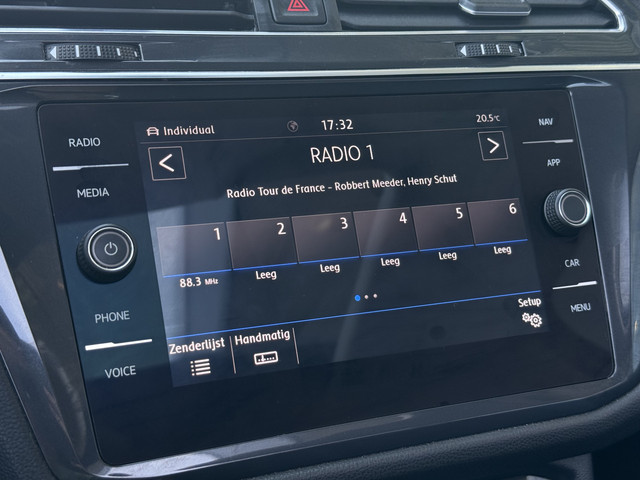 RADIO
MEDIA
PHONE
VOICE
Individual
17:32
20.5°C
RADIO 1
Radio Tour de France - Robbert Meeder, Henry Schut
1 2 3 4 5 6
88.3 MHz Leeg Leeg Leeg Leeg Leeg
Setup
Zenderlijst Handmatig
NAV
APP
CAR
MENU